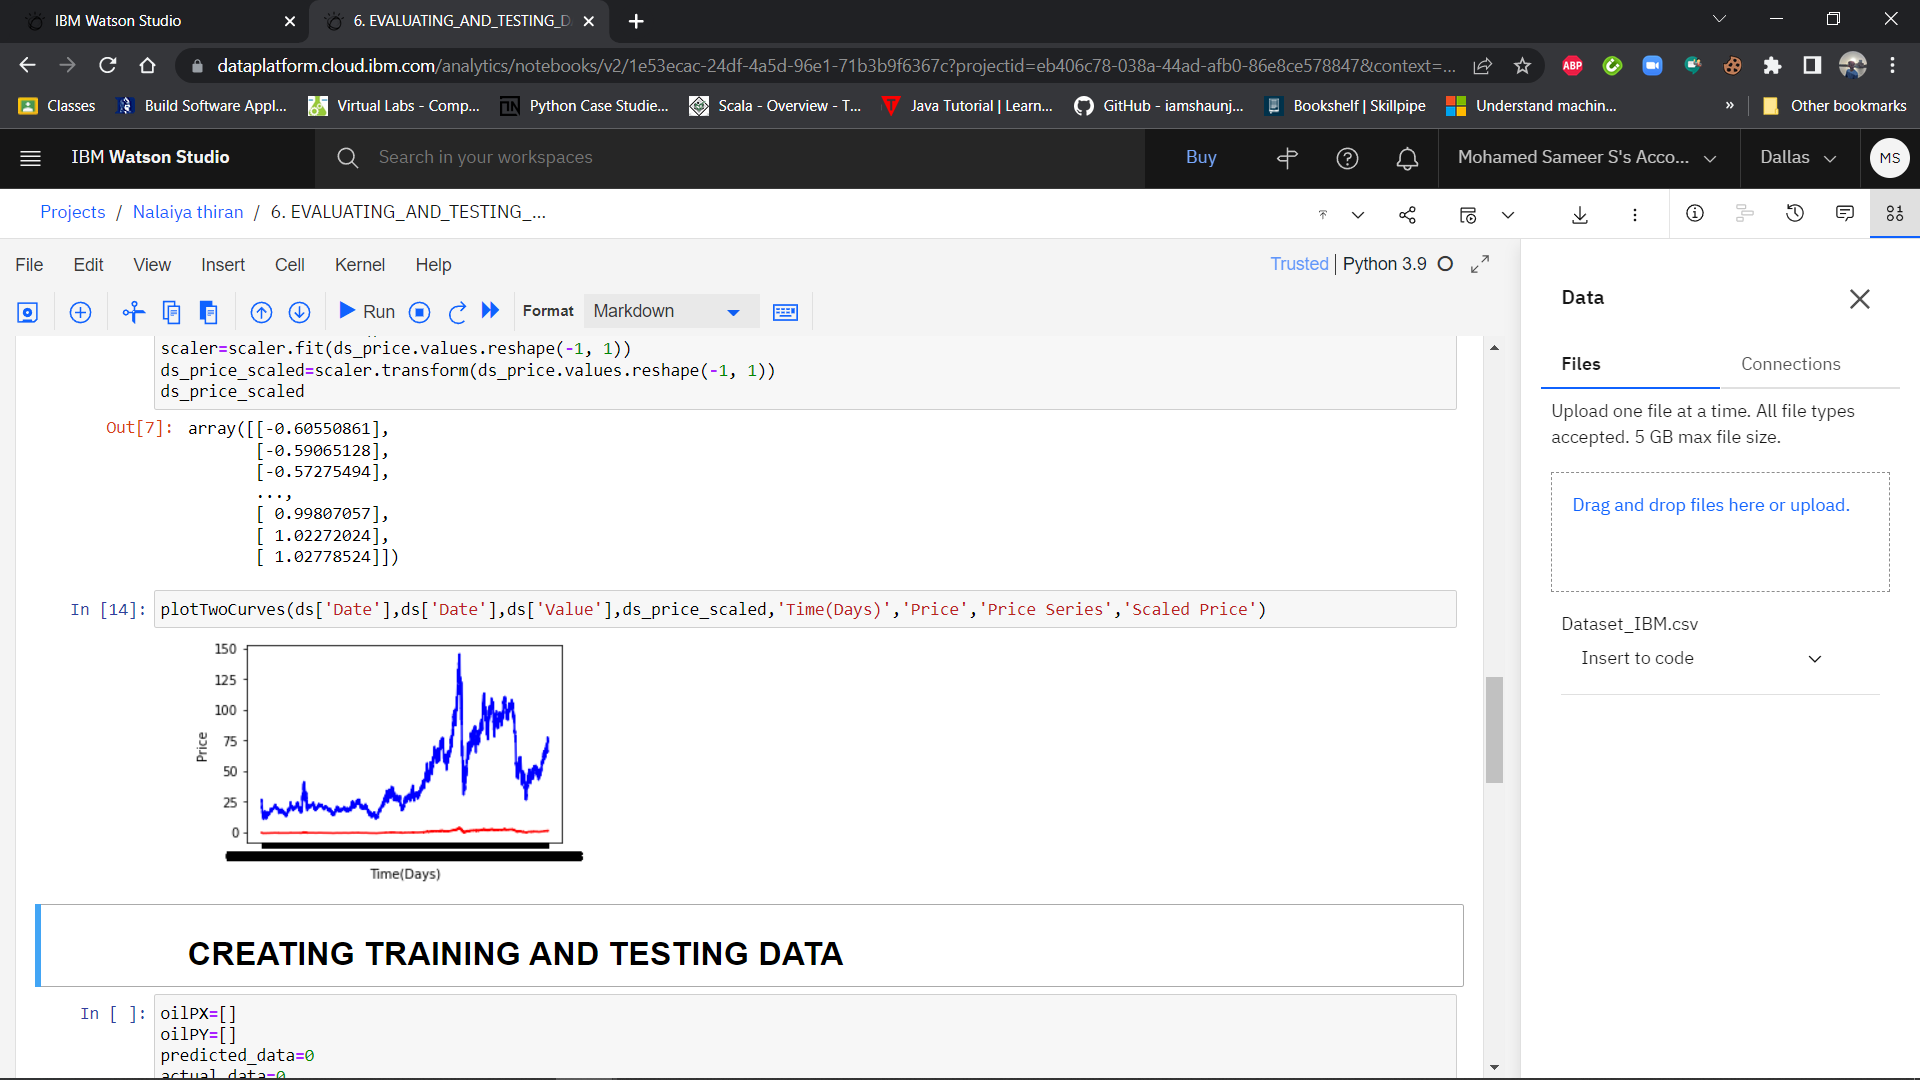 IBM Watson Studio
6. EVALUATING_AND_TESTING_D
dataplatform.cloud.ibm.com/analytics/notebooks/v2/1e53ecac-24df-4a5d-96e1-71b3b9f6367c?projectid=eb406c78-038a-44ad-afb0-86e8ce578847&context=...
ABP
Classes
Build Software Appl...
Virtual Labs - Comp...
Python Case Studie...
Scala - Overview - T...
Java Tutorial | Learn...
GitHub - iamshaunj...
Bookshelf | Skillpipe
Understand machin...
»
Other bookmarks
IBM Watson Studio
Search in your workspaces
Buy
Mohamed Sameer S's Acco...
Dallas
MS
Projects / Nalaiya thiran / 6. EVALUATING_AND_TESTING_...
File Edit View Insert Cell Kernel Help
Trusted | Python 3.9
Run
Format
Markdown
scaler=scaler.fit(ds_price.values.reshape(-1, 1))
ds_price_scaled=scaler.transform(ds_price.values.reshape(-1, 1))
ds_price_scaled
Out[7]: array([[-0.60550861],
[-0.59065128],
[-0.57275494],
...,
[ 0.99807057],
[ 1.02272024],
[ 1.02778524]])
In [14]: plotTwoCurves(ds['Date'],ds['Date'],ds['Value'],ds_price_scaled,'Time(Days)','Price','Price Series','Scaled Price')
150
125
100
75
50
25
0
Price
Time(Days)
CREATING TRAINING AND TESTING DATA
In [ ]: oilPX=[]
oilPY=[]
predicted_data=0
actual_data=0
Data
Files
Connections
Upload one file at a time. All file types
accepted. 5 GB max file size.
Drag and drop files here or upload.
Dataset_IBM.csv
Insert to code